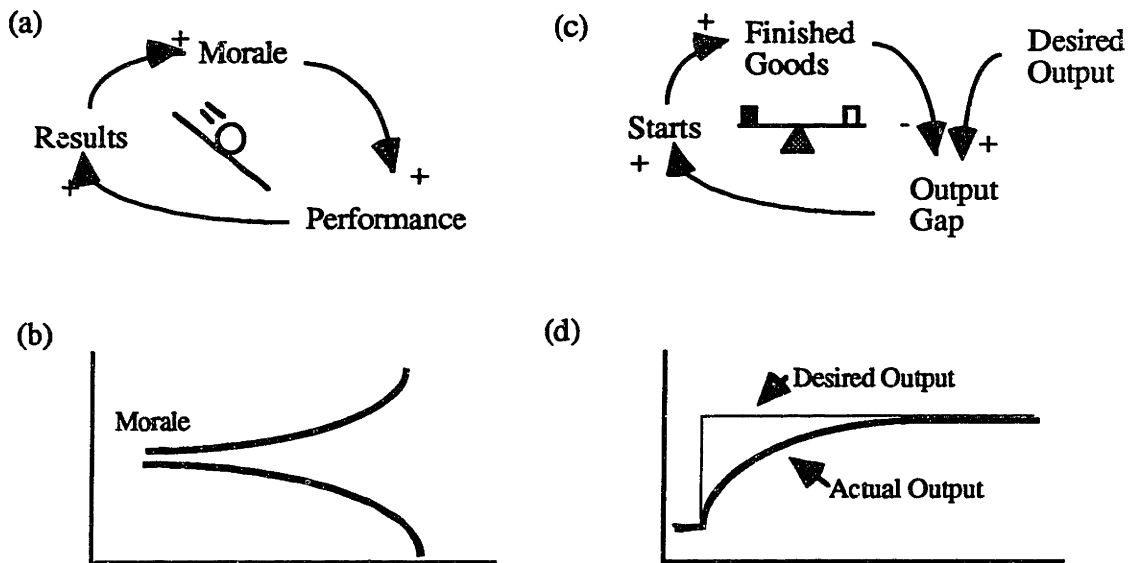 (a)
+
Morale
Results
+
+
Performance
(c)
+
Finished
Goods
Desired
Output
Starts
-
+
+
Output
Gap
(b)
Morale
(d)
Desired Output
Actual Output